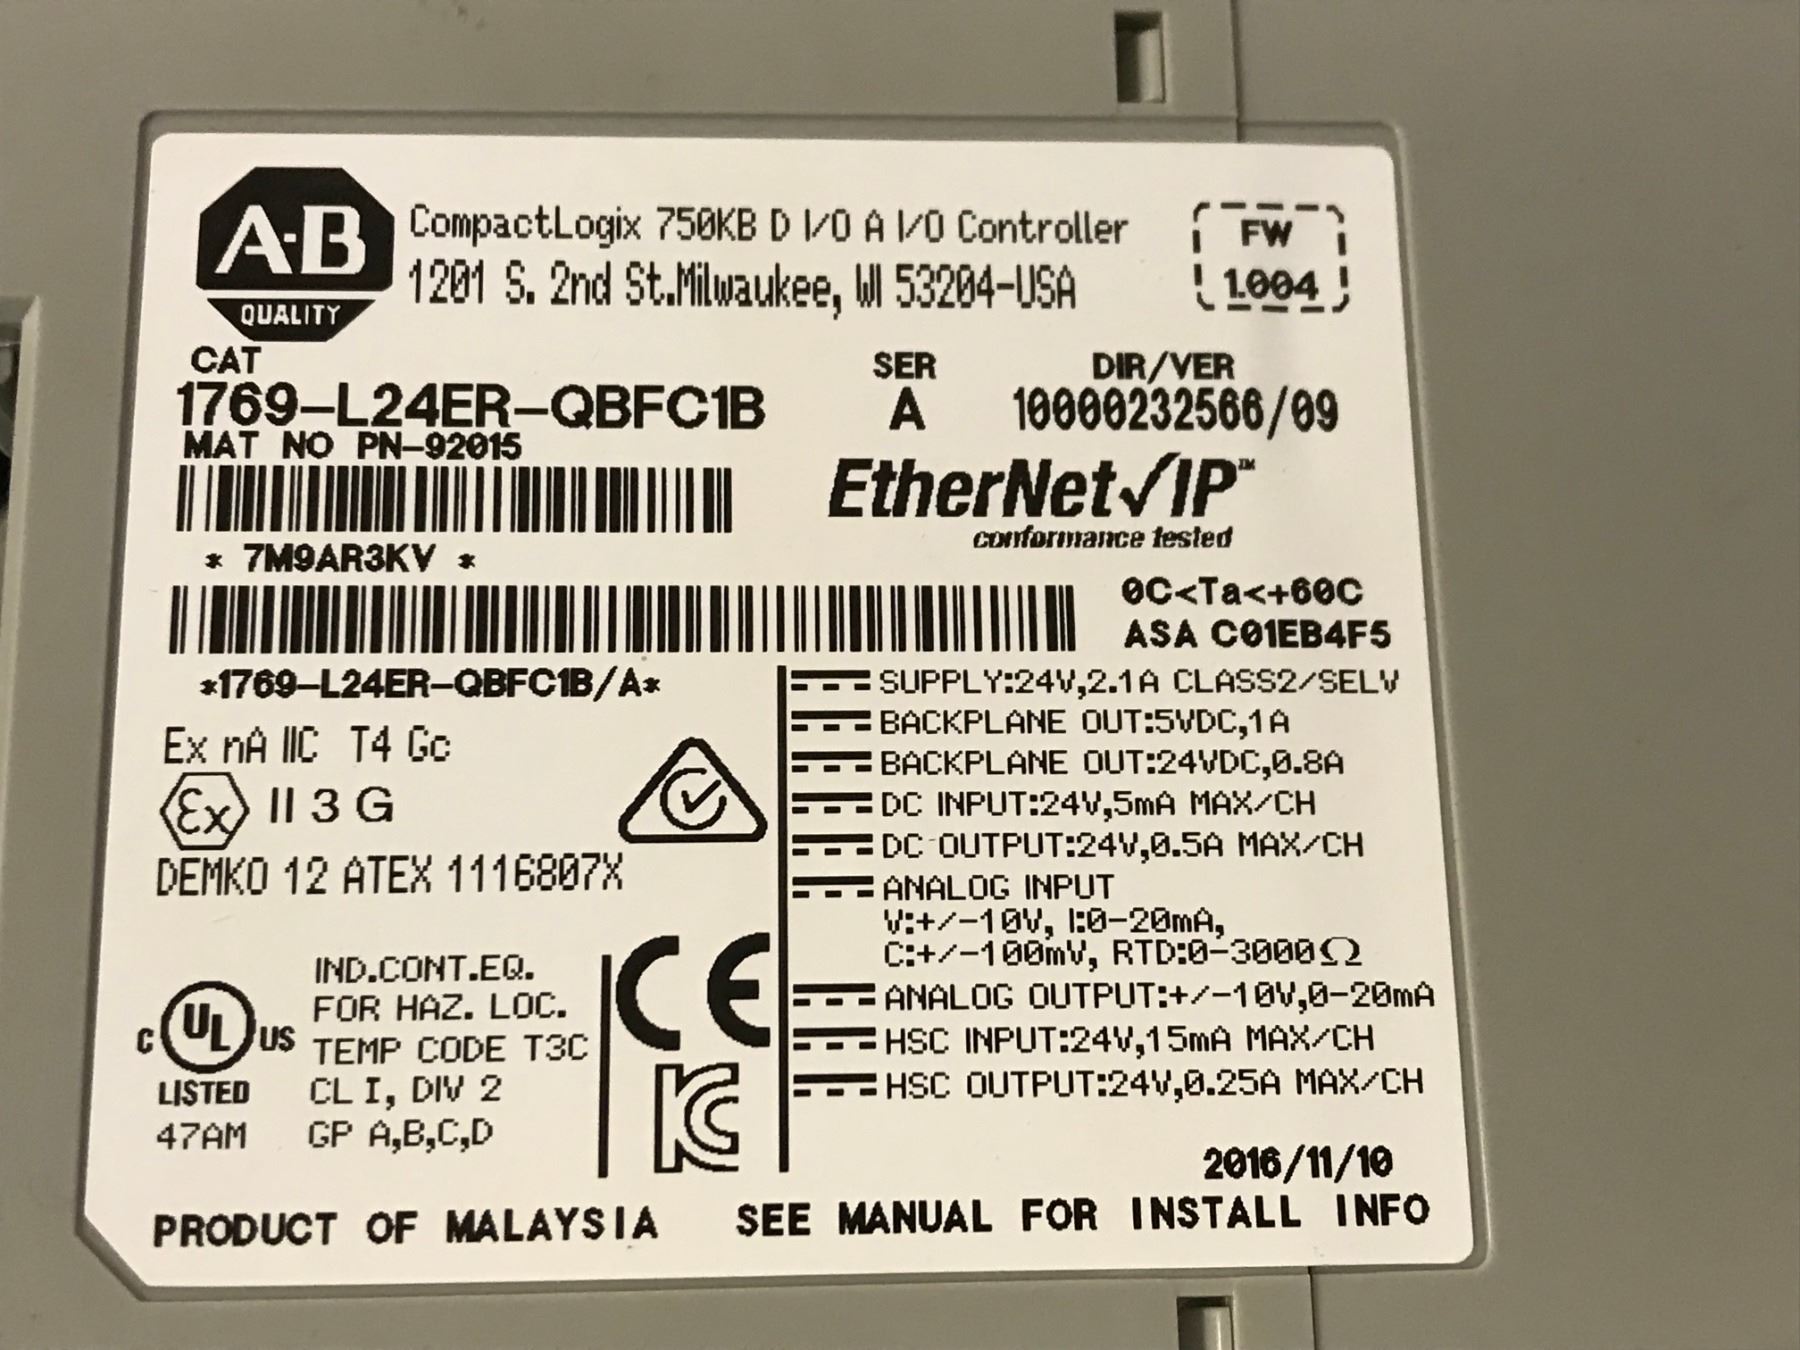 A-B
QUALITY
CompactLogix 750KB D I/O A I/O Controller
1201 S. 2nd St.Milwaukee, WI 53204-USA
FW
1.004
CAT
1769-L24ER-QBFC1B
MAT NO PN-92015
SER
A
DIR/VER
10000232566/09
EtherNet/IP™
conformance tested
* 7M9AR3KV *
0C<Ta<+60C
ASA C01EB4F5
*1769-L24ER-QBFC1B/A*
Ex nA IIC T4 Gc
Ex II 3 G
DEMKO 12 ATEX 1116807X
C UL US
LISTED
47AM
IND.CONT.EQ.
FOR HAZ. LOC.
TEMP CODE T3C
CL I, DIV 2
GP A,B,C,D
CE
KC
SUPPLY:24V,2.1A CLASS2/SELV
BACKPLANE OUT:5VDC,1A
BACKPLANE OUT:24VDC,0.8A
DC INPUT:24V,5mA MAX/CH
DC OUTPUT:24V,0.5A MAX/CH
ANALOG INPUT
V:+/-10V, I:0-20mA,
C:+/-100mV, RTD:0-3000Ω
ANALOG OUTPUT:+/-10V,0-20mA
HSC INPUT:24V,15mA MAX/CH
HSC OUTPUT:24V,0.25A MAX/CH
2016/11/10
PRODUCT OF MALAYSIA SEE MANUAL FOR INSTALL INFO